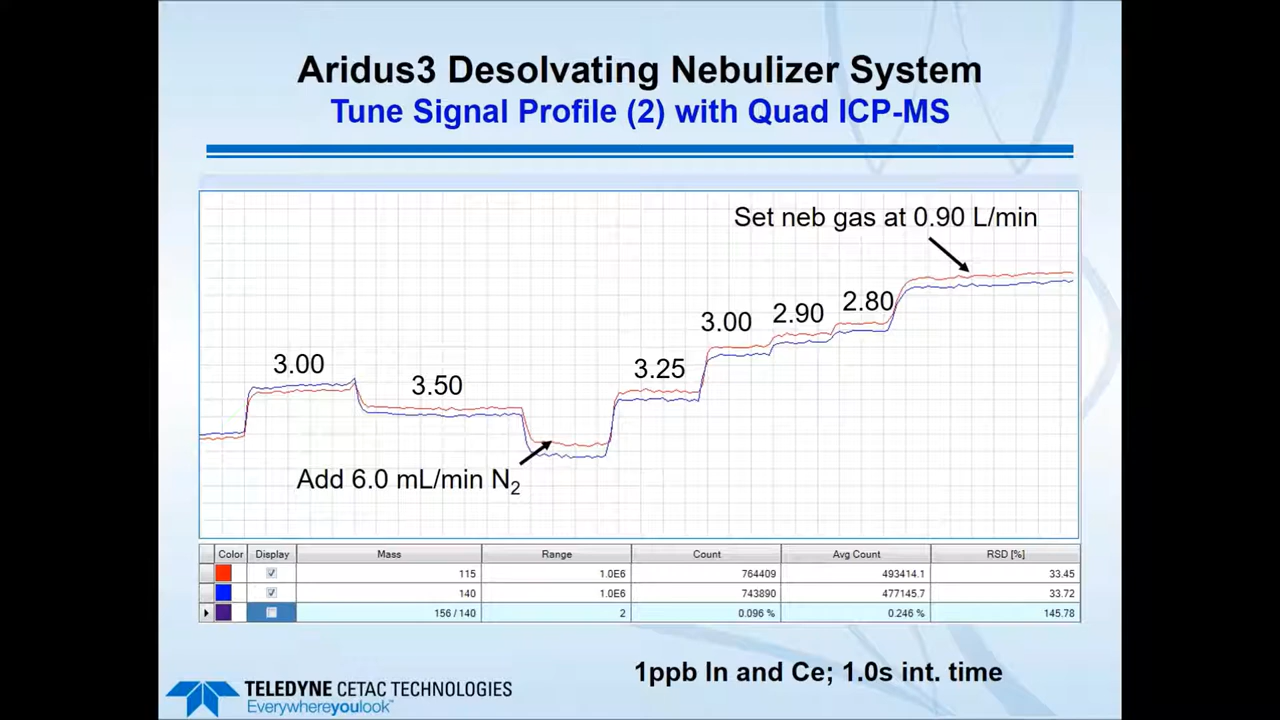 Aridus3 Desolvating Nebulizer System
Tune Signal Profile (2) with Quad ICP-MS
Set neb gas at 0.90 L/min
3.00
3.50
3.25
3.00
2.90
2.80
Add 6.0 mL/min N₂
Color Display Mass Range Count Avg Count RSD [%]
115 1.0E6 764409 493414.1 33.45
140 1.0E6 743890 477145.7 33.72
156 / 140 2 0.096 % 0.246 % 145.78
1ppb In and Ce; 1.0s int. time
TELEDYNE CETAC TECHNOLOGIES
Everywhereyoulook™